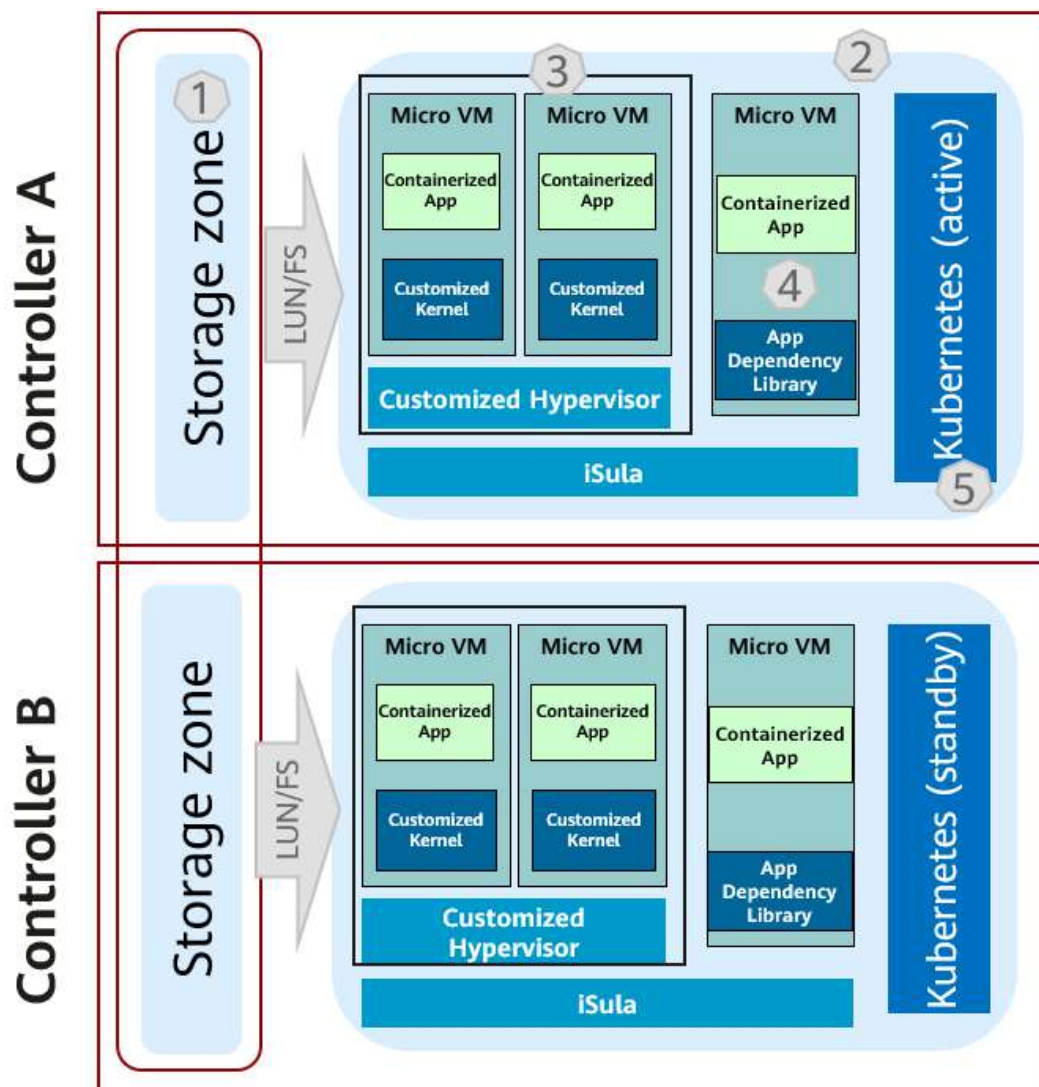 Controller A
Storage zone
1
LUN/FS
2
3
Micro VM
Containerized
App
Customized
Kernel
Micro VM
Containerized
App
Customized
Kernel
Customized Hypervisor
Micro VM
Containerized
App
4
App
Dependency
Library
iSula
Kubernetes (active)
5
Controller B
Storage zone
LUN/FS
Micro VM
Containerized
App
Customized
Kernel
Micro VM
Containerized
App
Customized
Kernel
Customized
Hypervisor
Micro VM
Containerized
App
App
Dependency
Library
iSula
Kubernetes (standby)